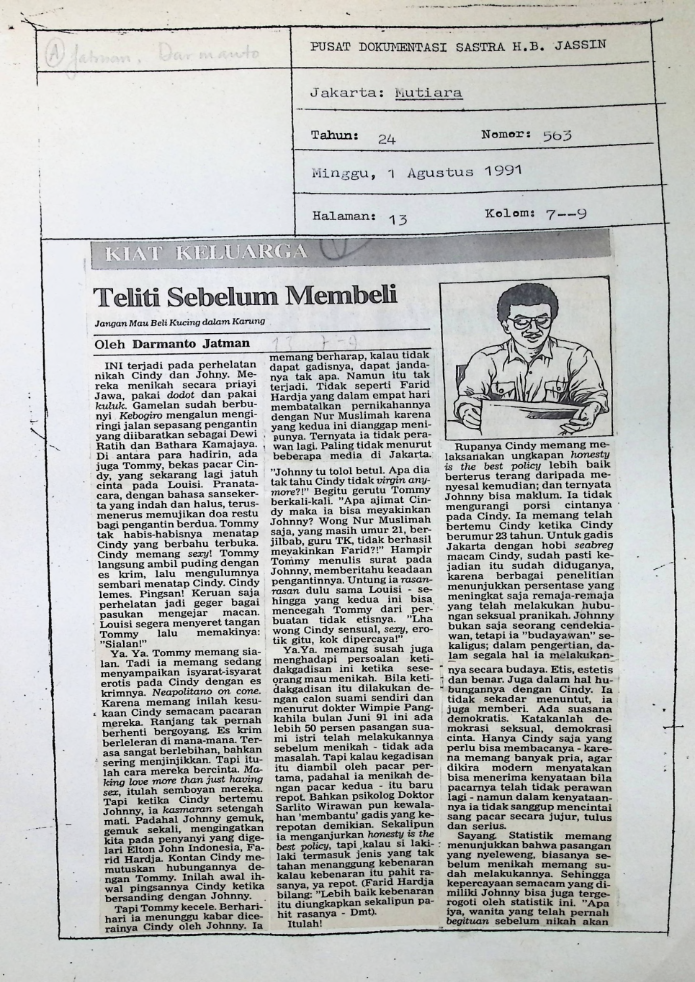 A Jatman, Darmanto
PUSAT DOKUMENTASI SASTRA H.B. JASSIN
Jakarta: Mutiara
Tahun: 24 Nomor: 563
Minggu, 1 Agustus 1991
Halaman: 13 Kolom: 7--9
KIAT KELUARGA
Teliti Sebelum Membeli
Jangan Mau Beli Kucing dalam Karung
Oleh Darmanto Jatman
INI terjadi pada perhelatan
nikah Cindy dan Johny. Me-
reka menikah secara priayi
Jawa, pakai dodot dan pakai
kuluk. Gamelan sudah berbu-
nyi Kebogiro mengalun mengi-
ringi jalan sepasang pengantin
yang diibaratkan sebagai Dewi
Ratih dan Bathara Kamajaya.
Di antara para hadirin, ada
juga Tommy, bekas pacar Cin-
dy, yang sekarang lagi jatuh
cinta pada Louisi. Pranata-
cara, dengan bahasa sanseker-
ta yang indah dan halus, terus-
menerus memujikan doa restu
bagi pengantin berdua. Tommy
tak habis-habisnya menatap
Cindy yang berbahu terbuka.
Cindy memang sexy! Tommy
langsung ambil puding dengan
es krim, lalu mengulumnya
sembari menatap Cindy. Cindy
lemes. Pingsan! Keruan saja
perhelatan jadi geger bagai
pasukan mengejar macan.
Louisi segera menyeret tangan
Tommy lalu memakinya:
"Sialan!"
Ya. Ya. Tommy memang sia-
lan. Tadi ia memang sedang
menyampaikan isyarat-isyarat
erotis pada Cindy dengan es
krimnya. Neapolitano on cone.
Karena memang inilah kesu-
kaan Cindy semacam pacaran
mereka. Ranjang tak pernah
berhenti bergoyang. Es krim
berleleran di mana-mana. Ter-
asa sangat berlebihan, bahkan
sering menjinjikkan. Tapi itu-
lah cara mereka bercinta. Ma-
king love more than just having
sex, itulah semboyan mereka.
Tapi ketika Cindy bertemu
Johnny, ia kasmaran setengah
mati. Padahal Johnny gemuk,
gemuk sekali, mengingatkan
kita pada penyanyi yang dige-
lari Elton John Indonesia, Fa-
rid Hardja. Kontan Cindy me-
mutuskan hubungannya de-
ngan Tommy. Inilah awal ih-
wal pingsannya Cindy ketika
bersanding dengan Johnny.
Tapi Tommy kecele. Berhari-
hari ia menunggu kabar dice-
rainya Cindy oleh Johnny. Ia
memang berharap, kalau tidak
dapat gadisnya, dapat janda-
nya tak apa. Namun itu tak
terjadi. Tidak seperti Farid
Hardja yang dalam empat hari
membatalkan pernikahannya
dengan Nur Muslimah karena
yang kedua ini dianggap meni-
punya. Ternyata ia tidak pera-
wan lagi. Paling tidak menurut
beberapa media di Jakarta.
"Johnny tu tolol betul. Apa dia
tak tahu Cindy tidak virgin any-
more?!" Begitu gerutu Tommy
berkali-kali. "Apa ajimat Cin-
dy maka ia bisa meyakinkan
Johnny? Wong Nur Muslimah
saja, yang masih umur 21, ber-
jilbab, guru TK, tidak berhasil
meyakinkan Farid?!" Hampir
Tommy menulis surat pada
Johnny, memberitahu keadaan
pengantinnya. Untung ia rasan-
rasan dulu sama Louisi - se-
hingga yang kedua ini bisa
mencegah Tommy dari per-
buatan tidak etisnya. "Lha
wong Cindy sensual, sexy, ero-
tik gitu, kok dipercaya!"
Ya.Ya. memang susah juga
menghadapi persoalan keti-
dakgadisan ini ketika sese-
orang mau menikah. Bila keti-
dakgadisan itu dilakukan de-
ngan calon suami sendiri dan
menurut dokter Wimpie Pang-
kahila bulan Juni 91 ini ada
lebih 50 persen pasangan sua-
mi istri telah melakukannya
sebelum menikah - tidak ada
masalah. Tapi kalau kegadisan
itu diambil oleh pacar per-
tama, padahal ia menikah de-
ngan pacar kedua - itu baru
repot. Bahkan psikolog Doktor
Sarlito Wirawan pun kewala-
han 'membantu' gadis yang ke-
repotan demikian. Sekalipun
ia menganjurkan honesty is the
best policy, tapi kalau si laki-
laki termasuk jenis yang tak
tahan menanggung kebenaran
kalau kebenaran itu pahit ra-
sanya, ya repot. (Farid Hardja
bilang: "Lebih baik kebenaran
itu diungkapkan sekalipun pa-
hit rasanya - Dmt).
Itulah!
Rupanya Cindy memang me-
laksanakan ungkapan honesty
is the best policy lebih baik
berterus terang daripada me-
nyesal kemudian; dan ternyata
Johnny bisa maklum. Ia tidak
mengurangi porsi cintanya
pada Cindy. Ia memang telah
bertemu Cindy ketika Cindy
berumur 23 tahun. Untuk gadis
Jakarta dengan hobi seabreg
macam Cindy, sudah pasti ke-
jadian itu sudah diduganya,
karena berbagai penelitian
menunjukkan persentase yang
meningkat saja remaja-remaja
yang telah melakukan hubu-
ngan seksual pranikah. Johnny
bukan saja seorang cendekia-
wan, tetapi ia "budayawan" se-
kaligus; dalam pengertian, da-
lam segala hal ia melakukan-
nya secara budaya. Etis, estetis
dan benar. Juga dalam hal hu-
bungannya dengan Cindy. Ia
tidak sekadar menuntut, ia
juga memberi. Ada suasana
demokratis. Katakanlah de-
mokrasi seksual, demokrasi
cinta. Hanya Cindy saja yang
perlu bisa membacanya - kare-
na memang banyak pria, agar
dikira modern menyatakan
bisa menerima kenyataan bila
pacarnya telah tidak perawan
lagi - namun dalam kenyataan-
nya ia tidak sanggup mencintai
sang pacar secara jujur, tulus
dan serius.
Sayang. Statistik memang
menunjukkan bahwa pasangan
yang nyeleweng, biasanya se-
belum menikah memang su-
dah melakukannya. Sehingga
kepercayaan semacam yang di-
miliki Johnny bisa juga terge-
rogoti oleh statistik ini. "Apa
iya, wanita yang telah pernah
begituan sebelum nikah akan